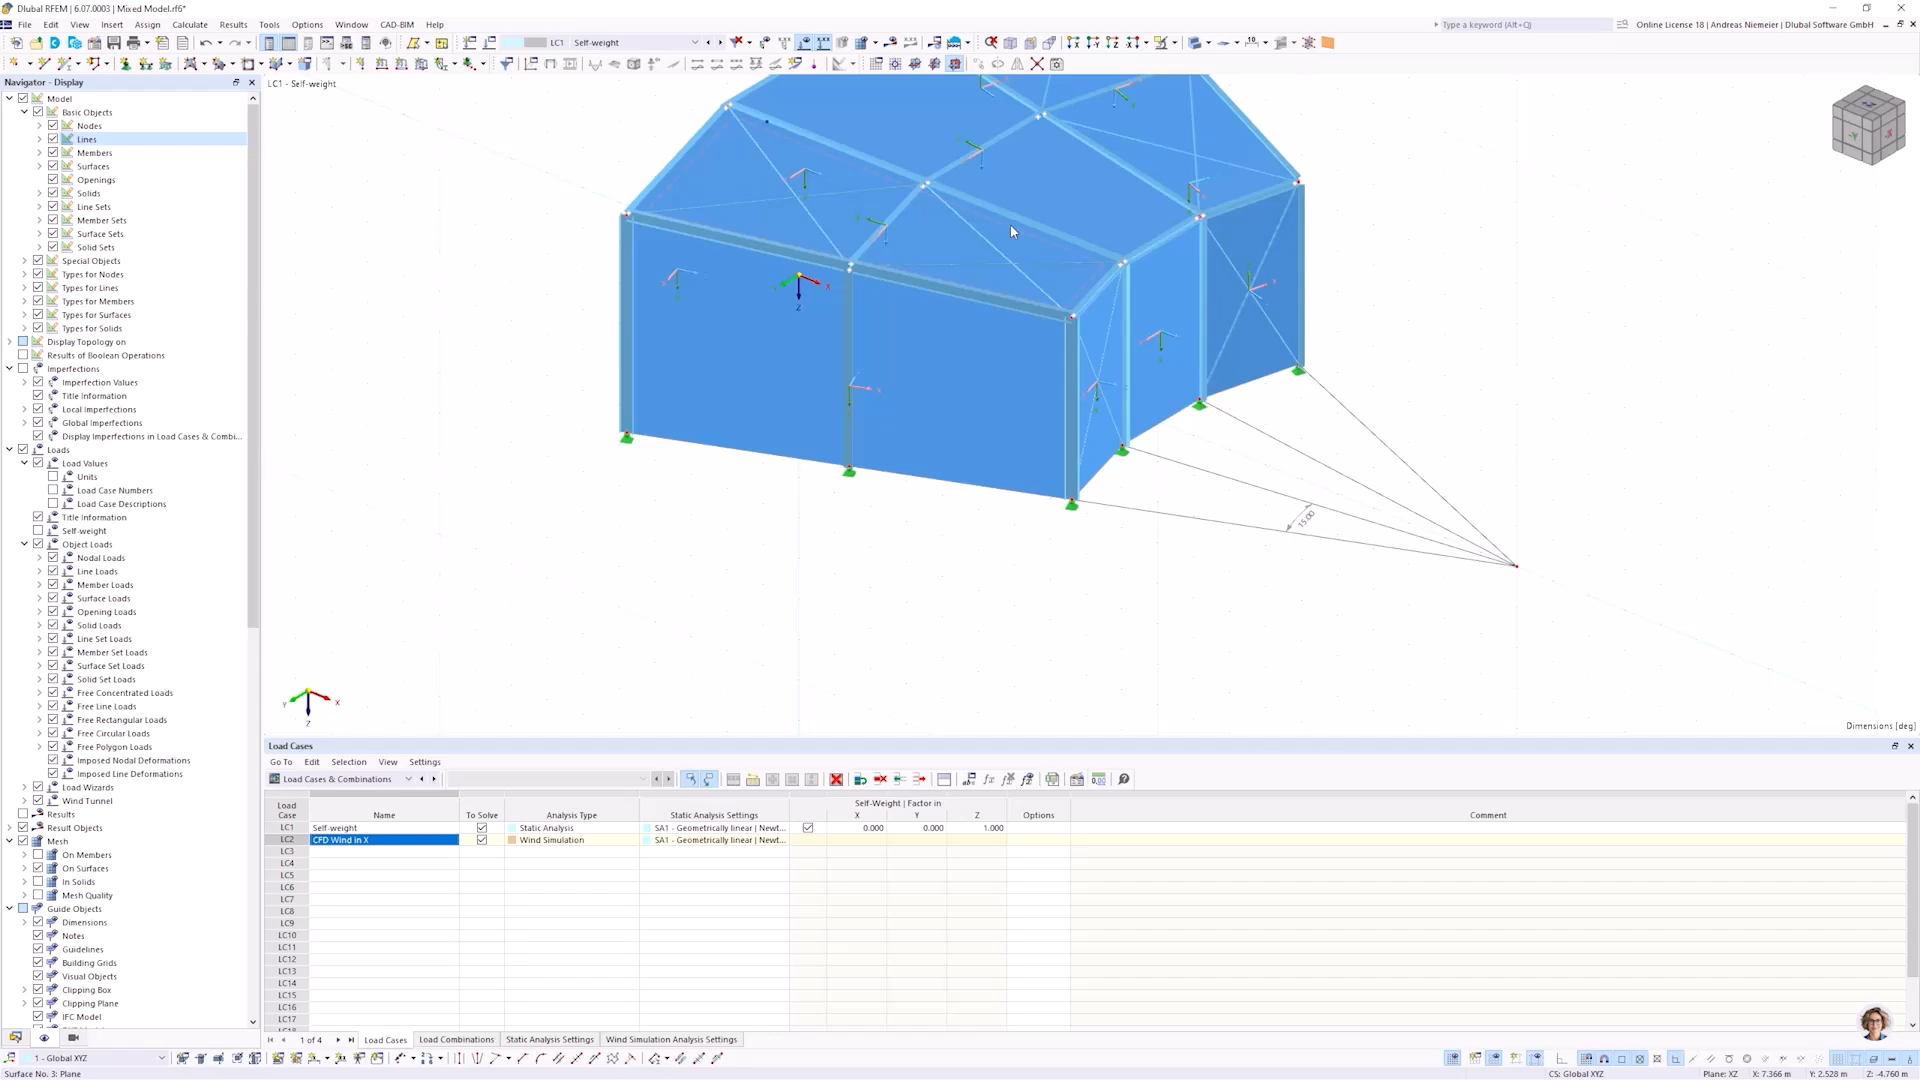 Dlubal RFEM | 6.07.0003 | Mixed Model.rf6*
File Edit View Insert Assign Calculate Results Tools Options Window CAD-BIM Help
Type a keyword (Alt+Q)
Online License 18 | Andreas Niemeier | Dlubal Software GmbH
LC1 Self-weight
Navigator - Display
LC1 - Self-weight
Model
Basic Objects
Nodes
Lines
Members
Surfaces
Openings
Solids
Line Sets
Member Sets
Surface Sets
Solid Sets
Special Objects
Types for Nodes
Types for Lines
Types for Members
Types for Surfaces
Types for Solids
Display Topology on
Results of Boolean Operations
Imperfections
Imperfection Values
Title Information
Local Imperfections
Global Imperfections
Display Imperfections in Load Cases & Combi...
Loads
Load Values
Units
Load Case Numbers
Load Case Descriptions
Title Information
Self-weight
Object Loads
Nodal Loads
Line Loads
Member Loads
Surface Loads
Opening Loads
Solid Loads
Line Set Loads
Member Set Loads
Surface Set Loads
Solid Set Loads
Free Concentrated Loads
Free Line Loads
Free Rectangular Loads
Free Circular Loads
Free Polygon Loads
Imposed Nodal Deformations
Imposed Line Deformations
Load Wizards
Wind Tunnel
Results
Result Objects
Mesh
On Members
On Surfaces
In Solids
Mesh Quality
Guide Objects
Dimensions
Notes
Guidelines
Building Grids
Visual Objects
Clipping Box
Clipping Plane
IFC Model
X
Z
15.00
Y
X
Z
Dimensions [deg]
Load Cases
Go To Edit Selection View Settings
Load Cases & Combinations
Load Case Name To Solve Analysis Type Static Analysis Settings Self-Weight | Factor in X Y Z Options Comment
LC1 Self-weight Static Analysis SA1 - Geometrically linear | Newt... 0.000 0.000 1.000
LC2 CFD Wind in X Wind Simulation SA1 - Geometrically linear | Newt...
LC3
LC4
LC5
LC6
LC7
LC8
LC9
LC10
LC11
LC12
LC13
LC14
LC15
LC16
LC17
LC18
1 of 4 Load Cases Load Combinations Static Analysis Settings Wind Simulation Analysis Settings
1 - Global XYZ
Surface No. 3: Plane
CS: Global XYZ Plane: XZ X: 7.366 m Y: 2.528 m Z: -4.760 m